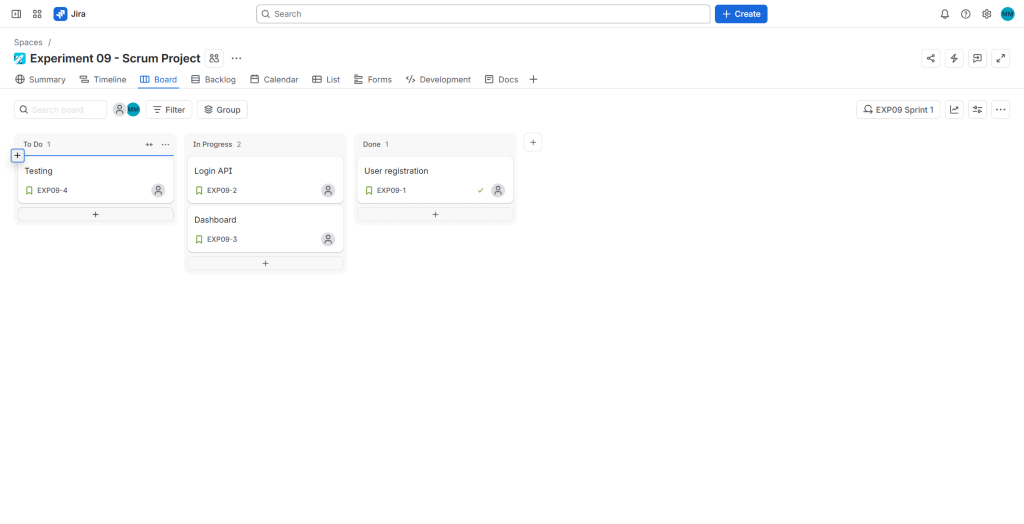 Jira
Search
+ Create
MM
Spaces /
Experiment 09 - Scrum Project
Summary Timeline Board Backlog Calendar List Forms Development Docs
Search board
MM
Filter
Group
EXP09 Sprint 1
To Do 1
Testing
EXP09-4
In Progress 2
Login API
EXP09-2
Dashboard
EXP09-3
Done 1
User registration
EXP09-1